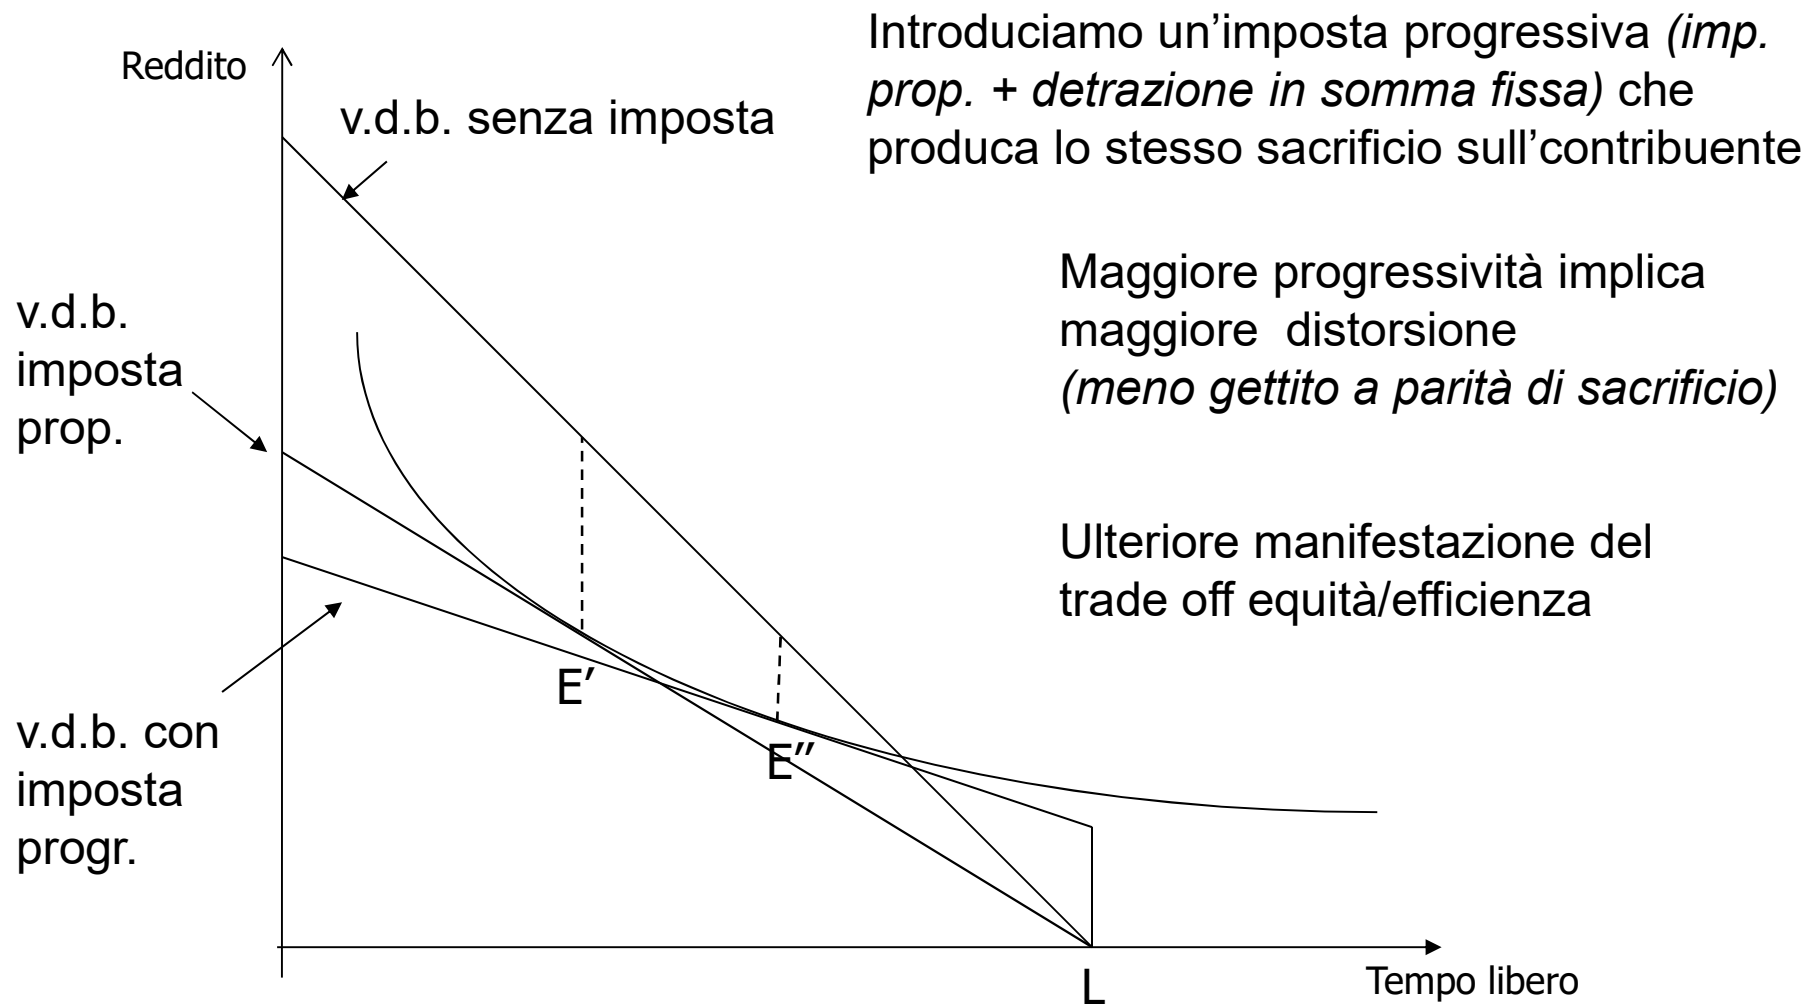 Introduciamo un’imposta progressiva (imp.
prop. + detrazione in somma fissa) che
produca lo stesso sacrificio sull’contribuente
Reddito
v.d.b. senza imposta
Maggiore progressività implica
maggiore distorsione
(meno gettito a parità di sacrificio)
v.d.b.
imposta
prop.
Ulteriore manifestazione del
trade off equità/efficienza
E′
E″
v.d.b. con
imposta
progr.
L
Tempo libero